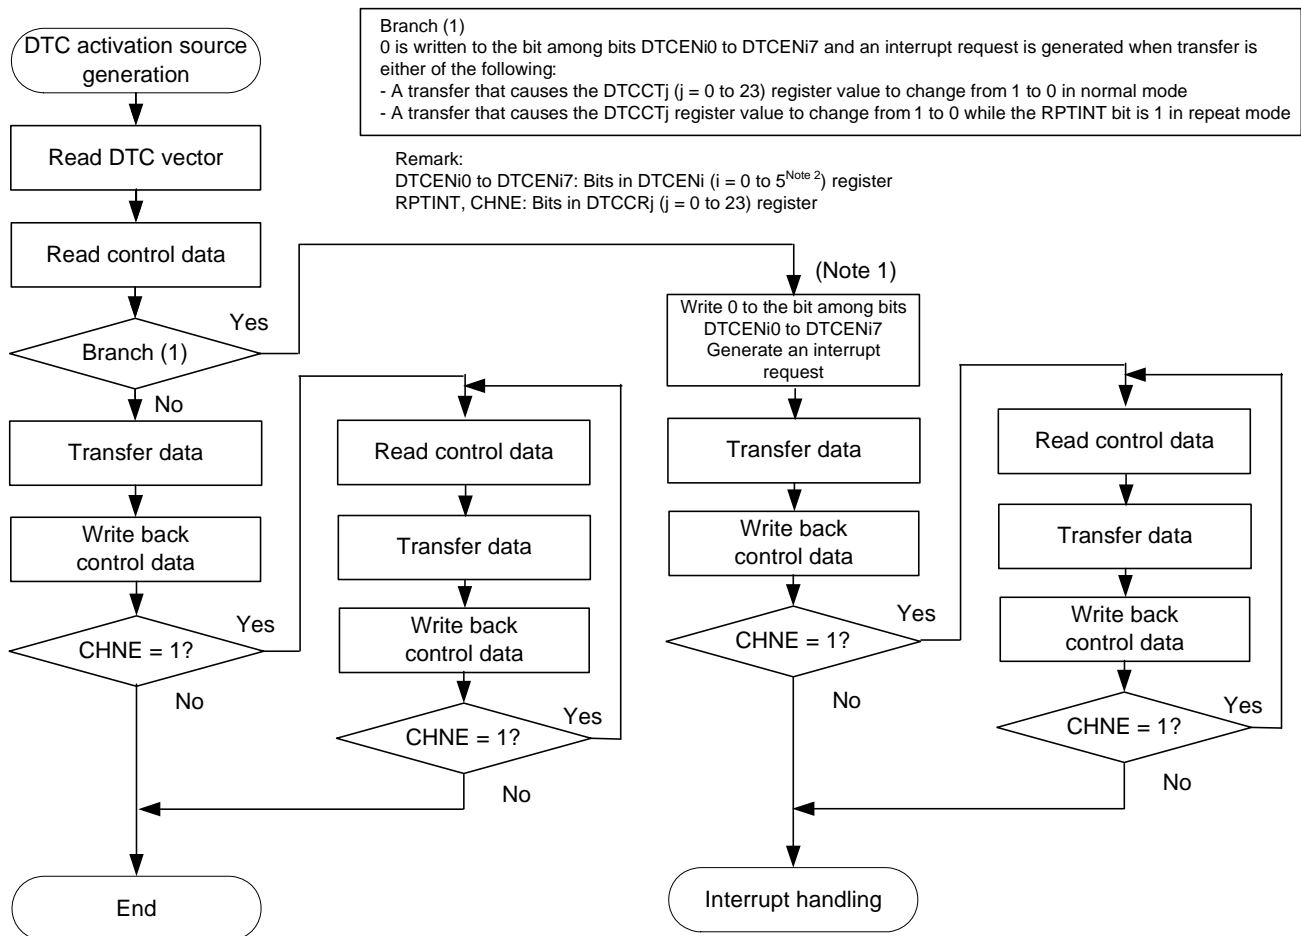 DTC activation source
generation
Branch (1)
0 is written to the bit among bits DTCENi0 to DTCENi7 and an interrupt request is generated when transfer is
either of the following:
- A transfer that causes the DTCCTj (j = 0 to 23) register value to change from 1 to 0 in normal mode
- A transfer that causes the DTCCTj register value to change from 1 to 0 while the RPTINT bit is 1 in repeat mode
Remark:
DTCENi0 to DTCENi7: Bits in DTCENi (i = 0 to 5Note 2) register
RPTINT, CHNE: Bits in DTCCRj (j = 0 to 23) register
Read DTC vector
Read control data
Branch (1)
Yes
No
Transfer data
Write back
control data
CHNE = 1?
Yes
No
Read control data
Transfer data
Write back
control data
CHNE = 1?
Yes
No
End
(Note 1)
Write 0 to the bit among bits
DTCENi0 to DTCENi7
Generate an interrupt
request
Transfer data
Write back
control data
CHNE = 1?
Yes
No
Read control data
Transfer data
Write back
control data
CHNE = 1?
Yes
No
Interrupt handling